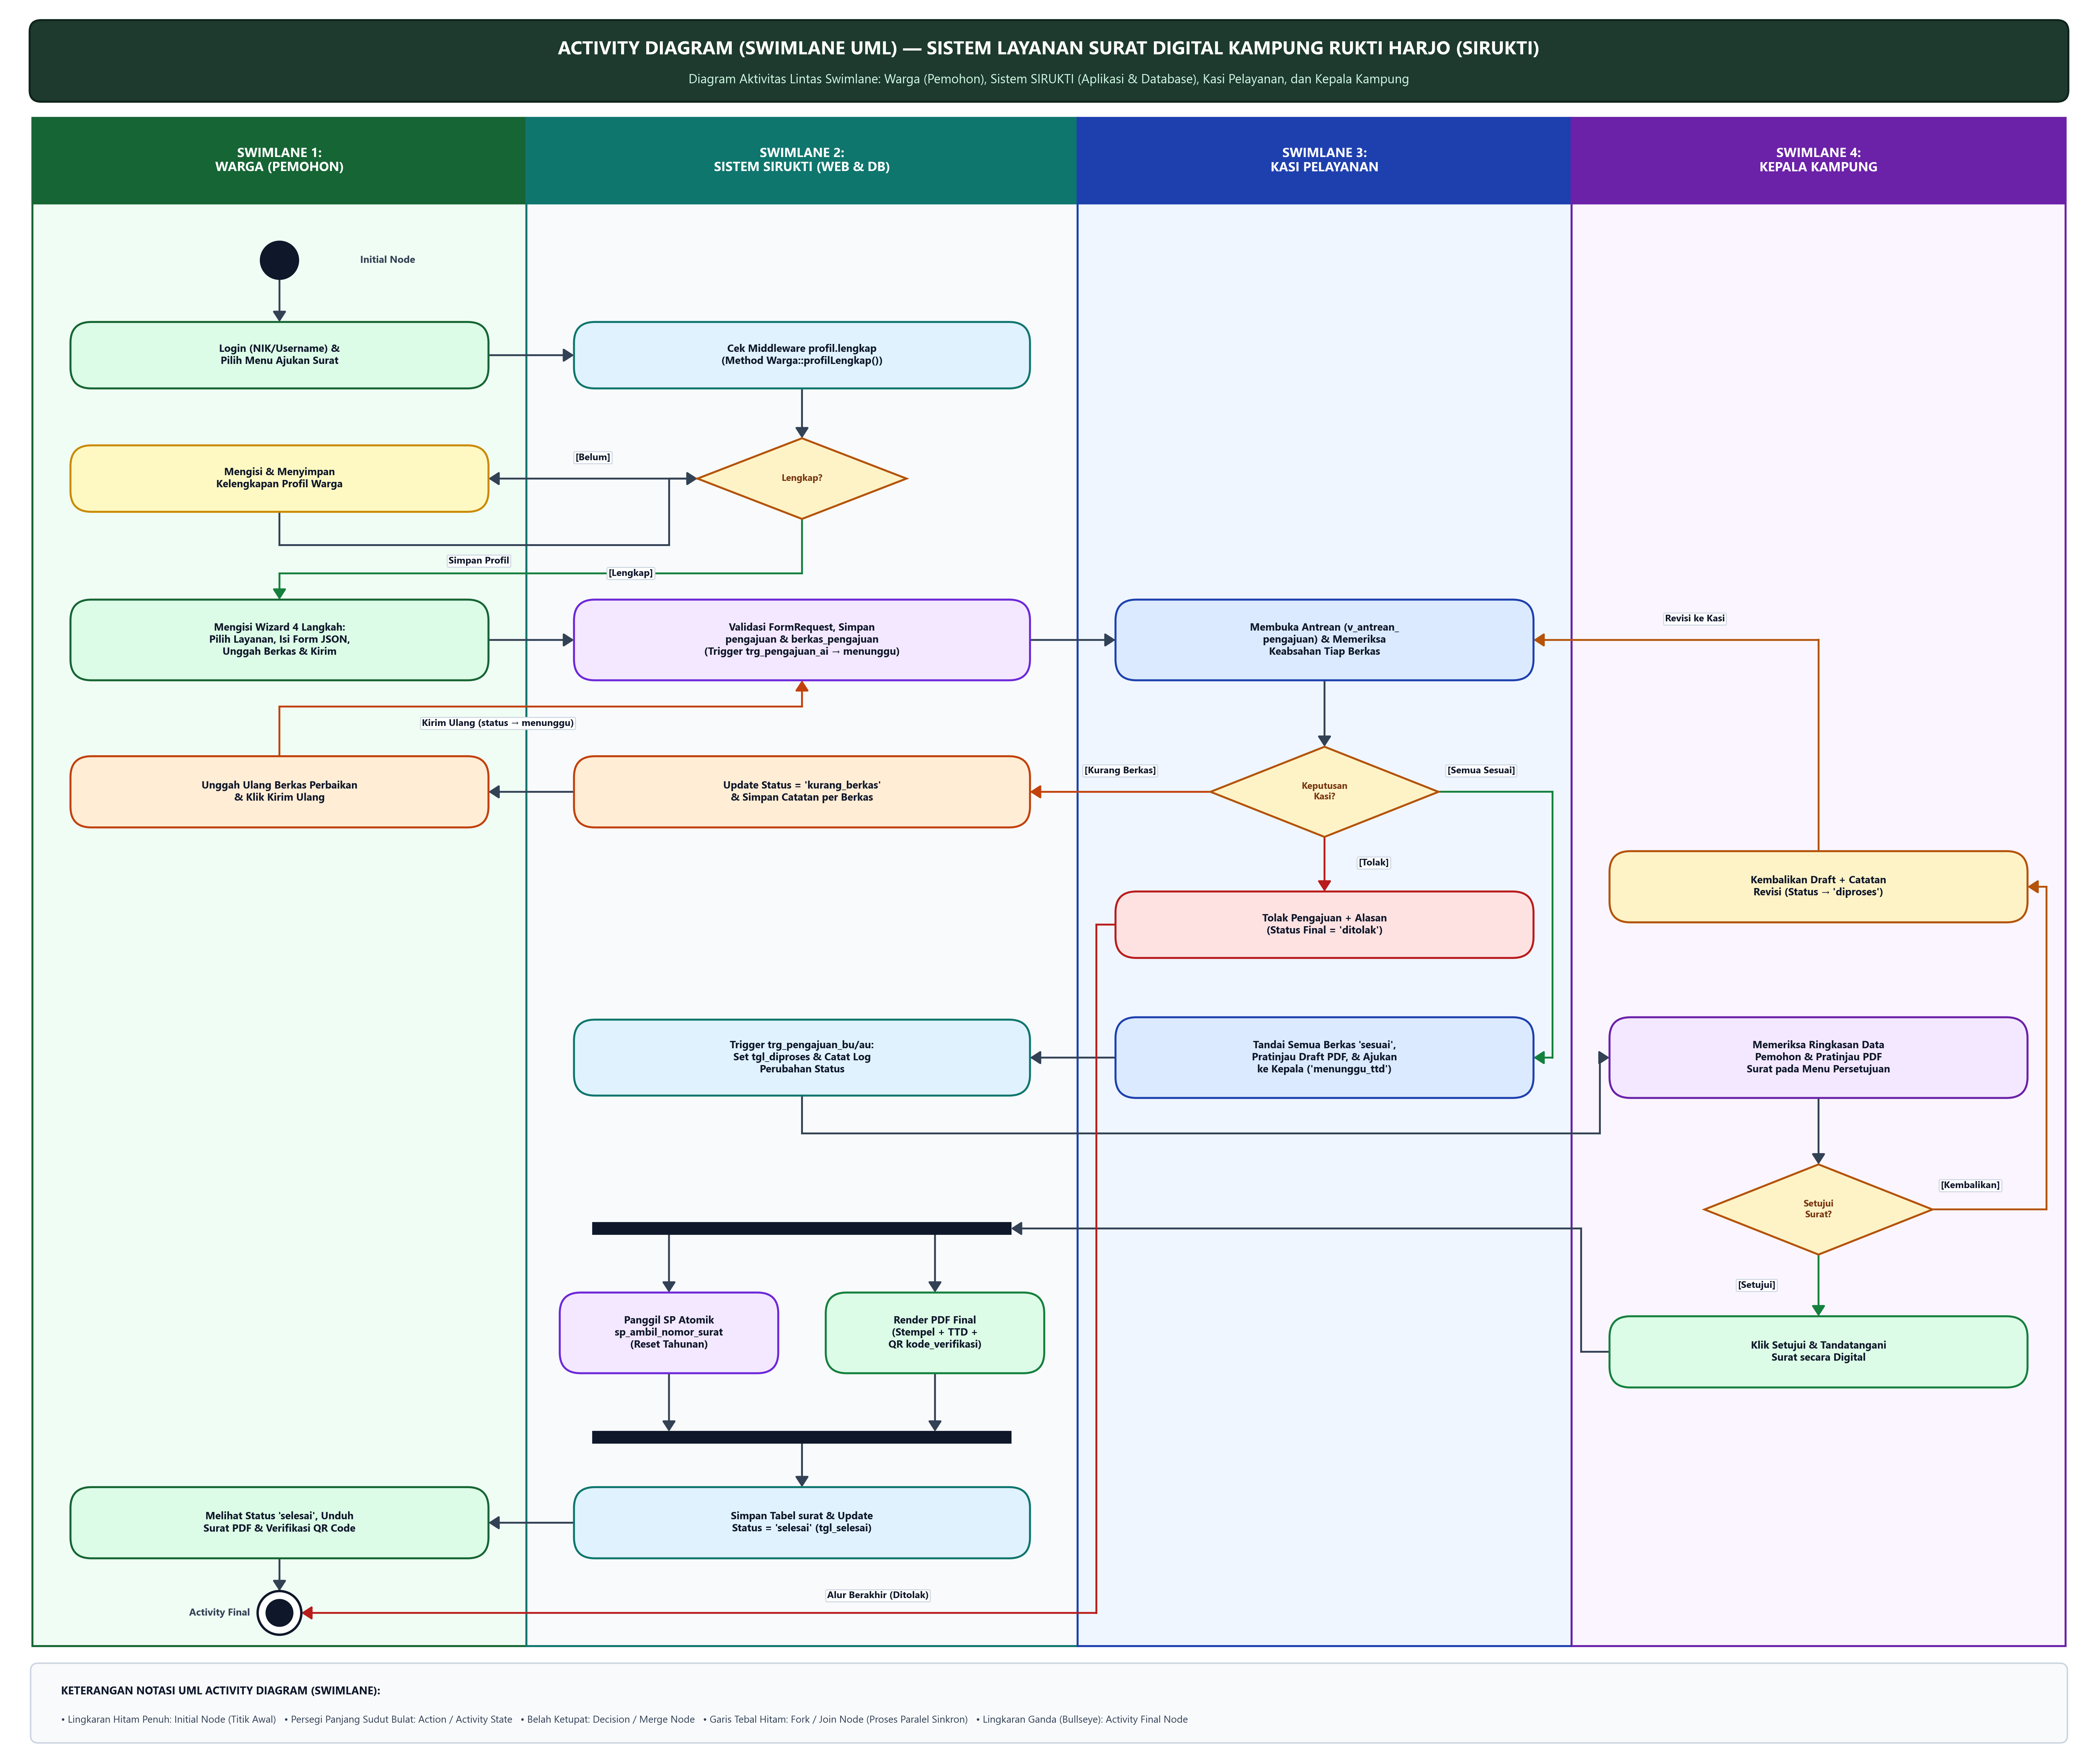 ACTIVITY DIAGRAM (SWIMLANE UML) — SISTEM LAYANAN SURAT DIGITAL KAMPUNG RUKTI HARJO (SIRUKTI)
Diagram Aktivitas Lintas Swimlane: Warga (Pemohon), Sistem SIRUKTI (Aplikasi & Database), Kasi Pelayanan, dan Kepala Kampung
SWIMLANE 1:
WARGA (PEMOHON)
SWIMLANE 2:
SISTEM SIRUKTI (WEB & DB)
SWIMLANE 3:
KASI PELAYANAN
SWIMLANE 4:
KEPALA KAMPUNG
Initial Node
Login (NIK/Username) &
Pilih Menu Ajukan Surat
Cek Middleware profil.lengkap
(Method Warga::profilLengkap())
Mengisi & Menyimpan
Kelengkapan Profil Warga
[Belum]
Lengkap?
Simpan Profil
[Lengkap]
Mengisi Wizard 4 Langkah:
Pilih Layanan, Isi Form JSON,
Unggah Berkas & Kirim
Validasi FormRequest, Simpan
pengajuan & berkas_pengajuan
(Trigger trg_pengajuan_ai → menunggu)
Membuka Antrean (v_antrean_
pengajuan) & Memeriksa
Keabsahan Tiap Berkas
Revisi ke Kasi
Kirim Ulang (status → menunggu)
Unggah Ulang Berkas Perbaikan
& Klik Kirim Ulang
Update Status = 'kurang_berkas'
& Simpan Catatan per Berkas
[Kurang Berkas]
Keputusan
Kasi?
[Semua Sesuai]
[Tolak]
Tolak Pengajuan + Alasan
(Status Final = 'ditolak')
Kembalikan Draft + Catatan
Revisi (Status → 'diproses')
Trigger trg_pengajuan_bu/au:
Set tgl_diproses & Catat Log
Perubahan Status
Tandai Semua Berkas 'sesuai',
Pratinjau Draft PDF, & Ajukan
ke Kepala ('menunggu_ttd')
Memeriksa Ringkasan Data
Pemohon & Pratinjau PDF
Surat pada Menu Persetujuan
Setujui
Surat?
[Kembalikan]
[Setujui]
Panggil SP Atomik
sp_ambil_nomor_surat
(Reset Tahunan)
Render PDF Final
(Stempel + TTD +
QR kode_verifikasi)
Klik Setujui & Tandatangani
Surat secara Digital
Melihat Status 'selesai', Unduh
Surat PDF & Verifikasi QR Code
Simpan Tabel surat & Update
Status = 'selesai' (tgl_selesai)
Alur Berakhir (Ditolak)
Activity Final
KETERANGAN NOTASI UML ACTIVITY DIAGRAM (SWIMLANE):
• Lingkaran Hitam Penuh: Initial Node (Titik Awal) • Persegi Panjang Sudut Bulat: Action / Activity State • Belah Ketupat: Decision / Merge Node • Garis Tebal Hitam: Fork / Join Node (Proses Paralel Sinkron) • Lingkaran Ganda (Bullseye): Activity Final Node